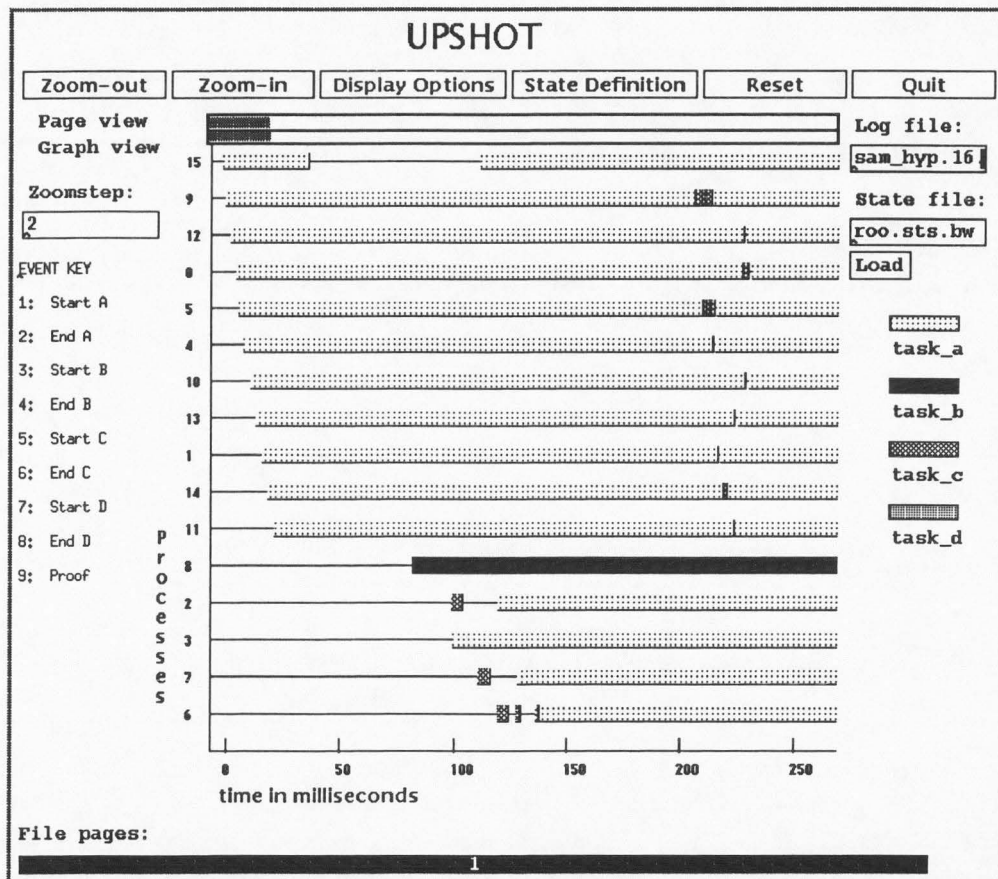 UPSHOT
Zoom-out Zoom-in Display Options State Definition Reset Quit
Page view
Graph view
Log file:
sam_hyp.16
Zoomstep:
2
State file:
roo.sts.bw
Load
EVENT KEY
1: Start A
2: End A
3: Start B
4: End B
5: Start C
6: End C
7: Start D
8: End D
9: Proof
Processes
15
9
12
0
5
4
10
13
1
14
11
8
2
3
7
6
task_a
task_b
task_c
task_d
0 50 100 150 200 250
time in milliseconds
File pages:
1